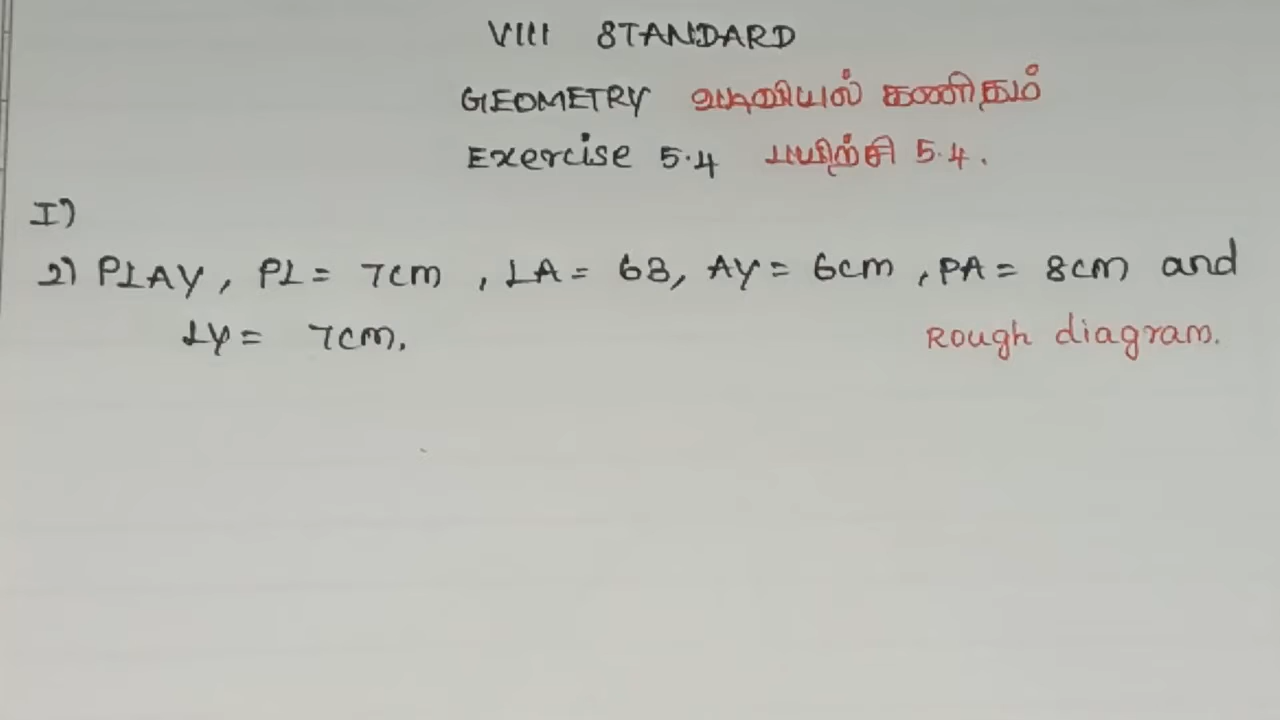 VIII STANDARD
GEOMETRY வடிவியல் கணிதம்
Exercise 5.4 பயிற்சி 5.4.
I)
2) PLAY, PL = 7cm, LA = 68, AY = 6cm, PA = 8cm and
LY = 7cm.
Rough diagram.